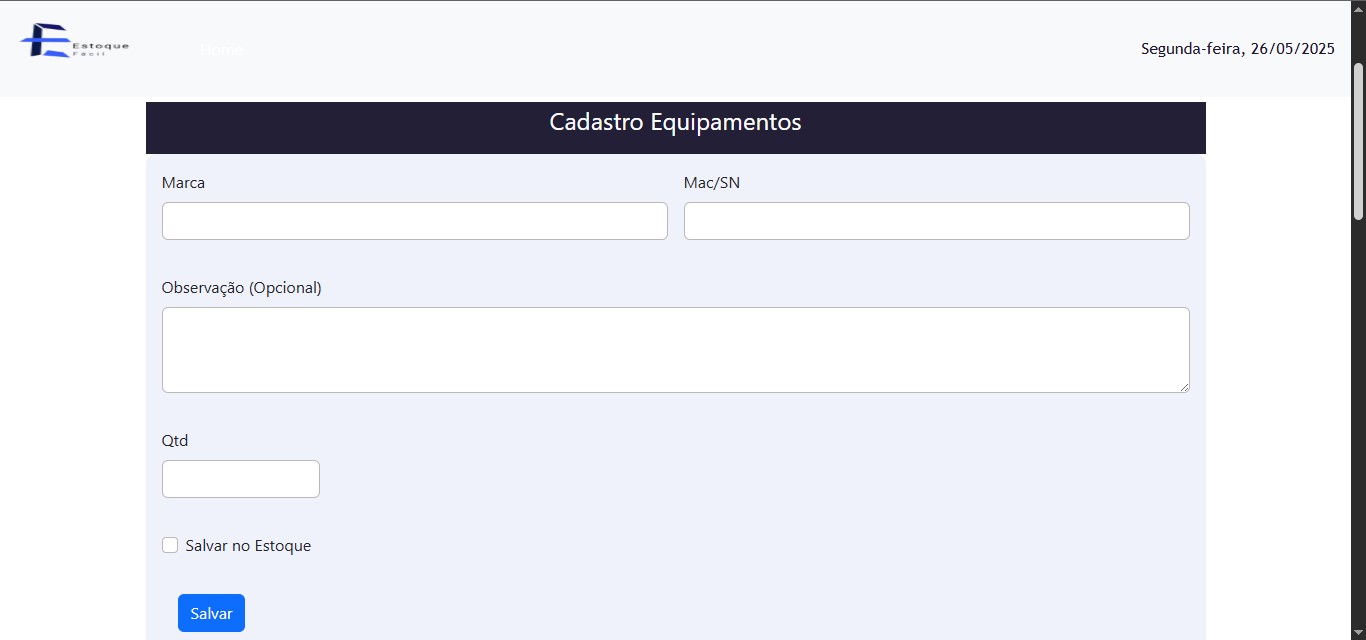 Estoque
Fácil
Home
Segunda-feira, 26/05/2025
Cadastro Equipamentos
Marca
Mac/SN
Observação (Opcional)
Qtd
Salvar no Estoque
Salvar